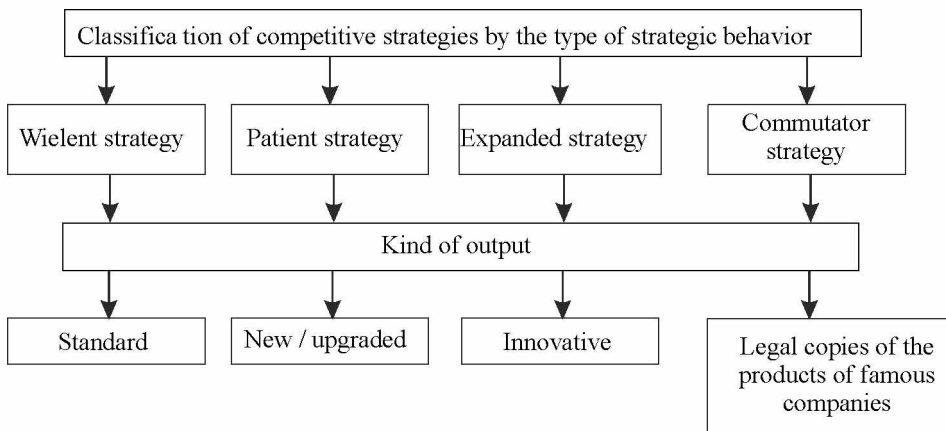 Classifica tion of competitive strategies by the type of strategic behavior
Wielent strategy
Patient strategy
Expanded strategy
Commutator
strategy
Kind of output
Standard
New / upgraded
Innovative
Legal copies of the
products of famous
companies